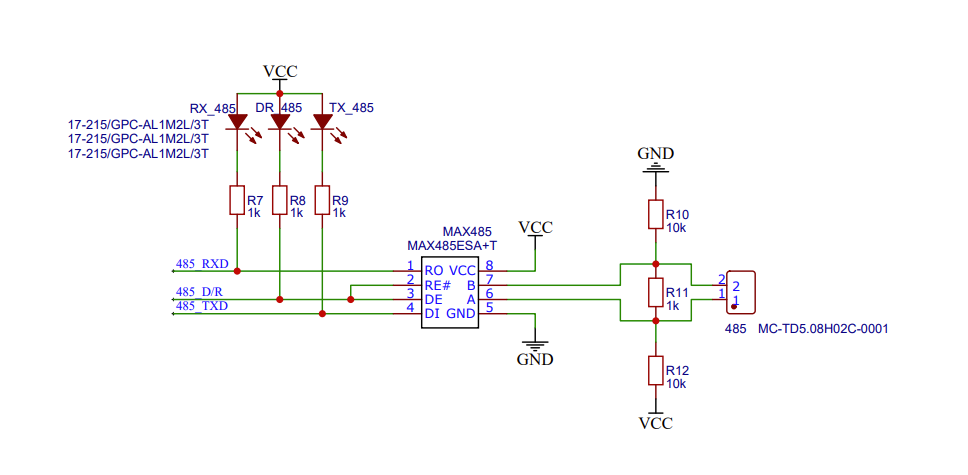 VCC
RX_485
DR_485
TX_485
17-215/GPC-AL1M2L/3T
17-215/GPC-AL1M2L/3T
17-215/GPC-AL1M2L/3T
R7
1k
R8
1k
R9
1k
485_RXD
485_D/R
485_TXD
MAX485
MAX485ESA+T
1 RO VCC 8
2 RE# B 7
3 DE A 6
4 DI GND 5
VCC
GND
GND
R10
10k
R11
1k
R12
10k
VCC
2 2
1 1
485 MC-TD5.08H02C-0001